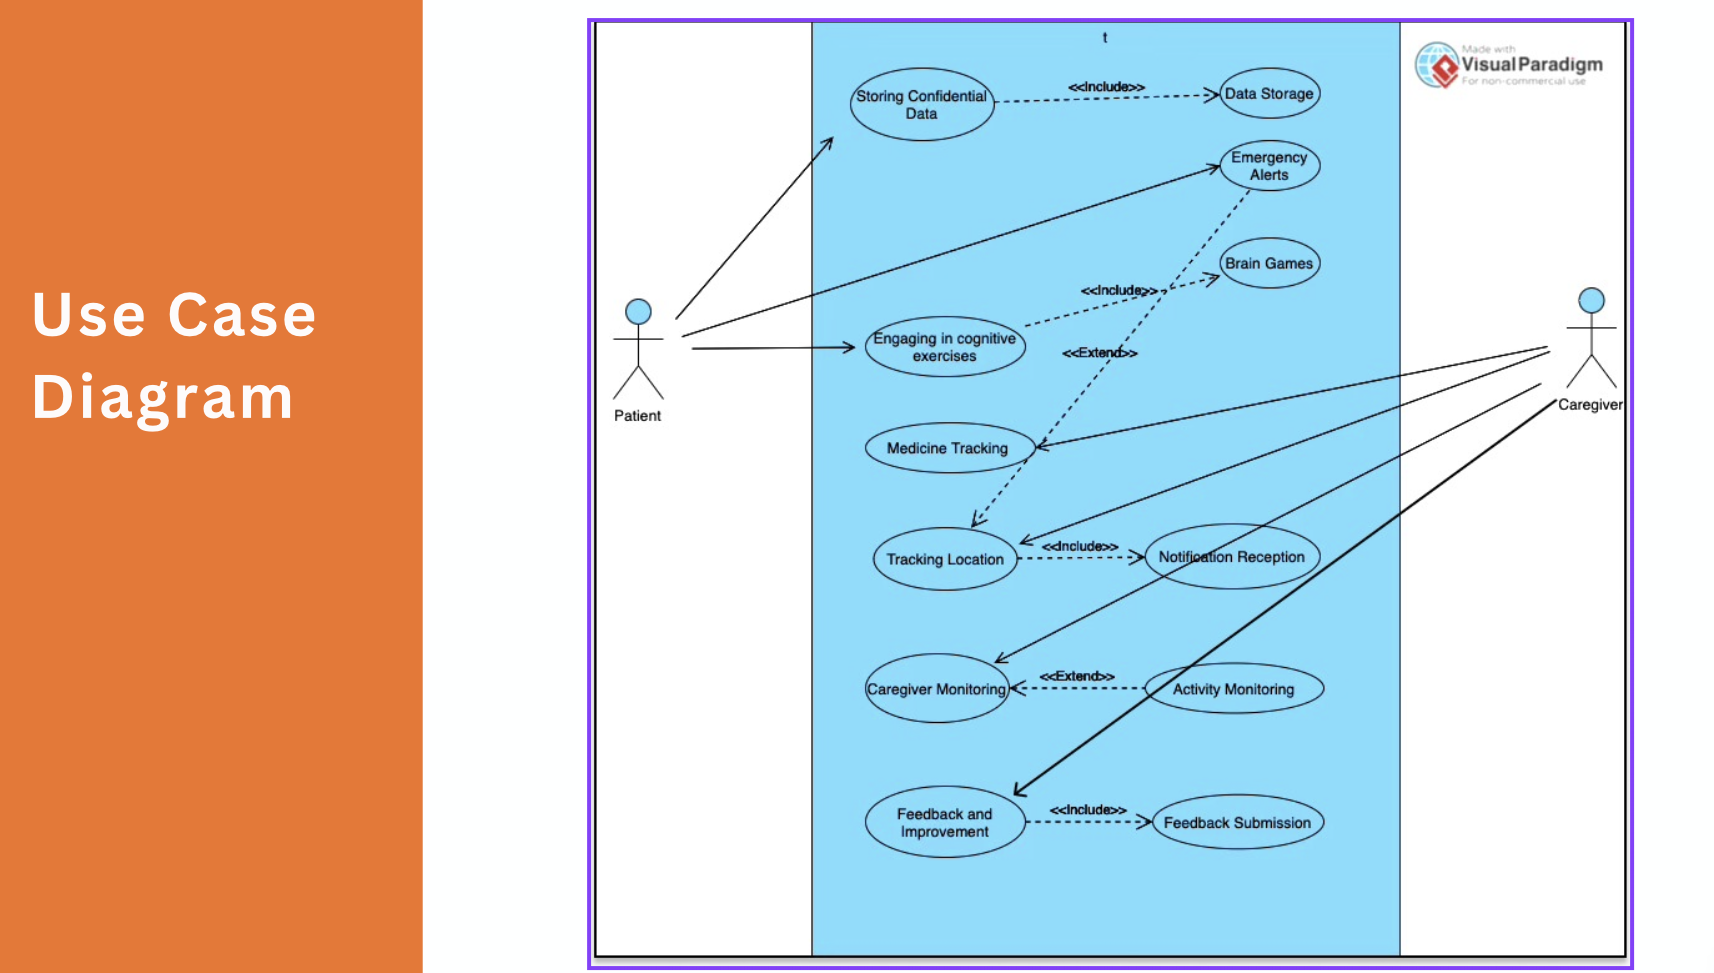 Use Case
Diagram
t
Made with
Visual Paradigm
For non-commercial use
Storing Confidential
Data
<<Include>>
Data Storage
Emergency
Alerts
Brain Games
<<Include>>
Engaging in cognitive
exercises
<<Extend>>
Patient
Caregiver
Medicine Tracking
Tracking Location
<<Include>>
Notification Reception
Caregiver Monitoring
<<Extend>>
Activity Monitoring
Feedback and
Improvement
<<Include>>
Feedback Submission